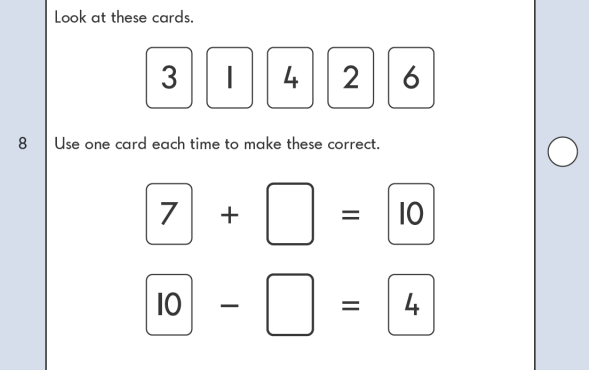 Look at these cards.
3 1 4 2 6
8 Use one card each time to make these correct.
7 + = 10
10 − = 4